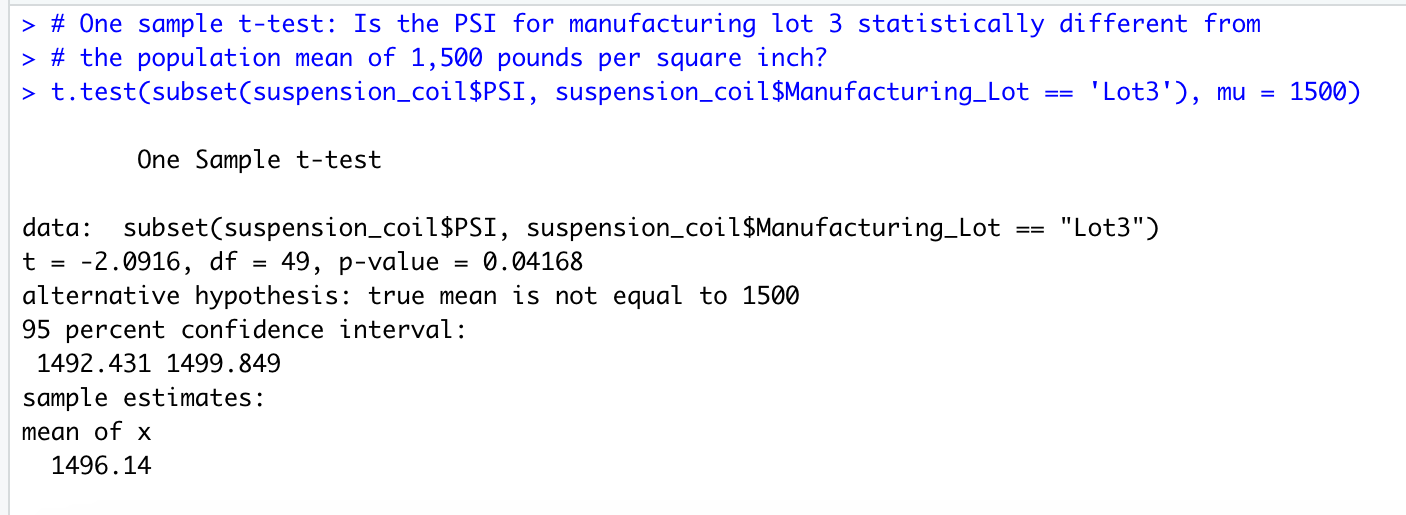 > # One sample t-test: Is the PSI for manufacturing lot 3 statistically different from
> # the population mean of 1,500 pounds per square inch?
> t.test(subset(suspension_coil$PSI, suspension_coil$Manufacturing_Lot == 'Lot3'), mu = 1500)
One Sample t-test
data:  subset(suspension_coil$PSI, suspension_coil$Manufacturing_Lot == "Lot3")
t = -2.0916, df = 49, p-value = 0.04168
alternative hypothesis: true mean is not equal to 1500
95 percent confidence interval:
1492.431 1499.849
sample estimates:
mean of x
1496.14